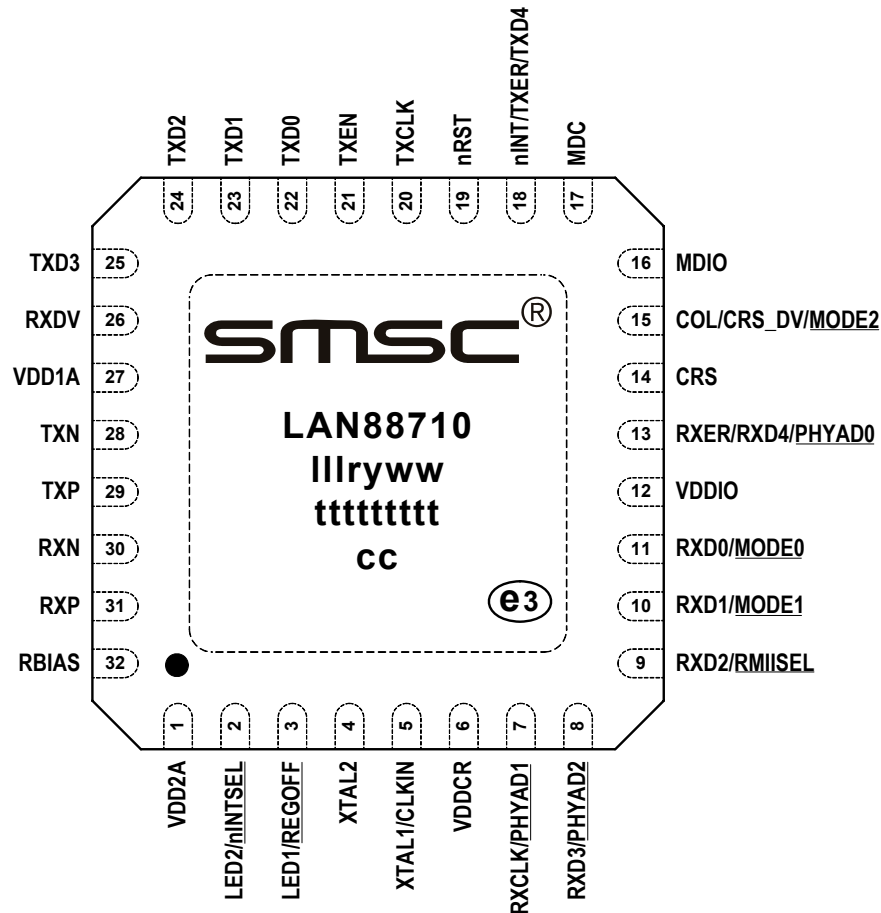 TXD2
TXD1
TXD0
TXEN
TXCLK
nRST
nINT/TXER/TXD4
MDC
24
23
22
21
20
19
18
17
TXD3 25
RXDV 26
VDD1A 27
TXN 28
TXP 29
RXN 30
RXP 31
RBIAS 32
smsc®
LAN88710
lllryww
ttttttttt
cc
e3
16 MDIO
15 COL/CRS_DV/MODE2
14 CRS
13 RXER/RXD4/PHYAD0
12 VDDIO
11 RXD0/MODE0
10 RXD1/MODE1
9 RXD2/RMIISEL
1
2
3
4
5
6
7
8
VDD2A
LED2/nINTSEL
LED1/REGOFF
XTAL2
XTAL1/CLKIN
VDDCR
RXCLK/PHYAD1
RXD3/PHYAD2